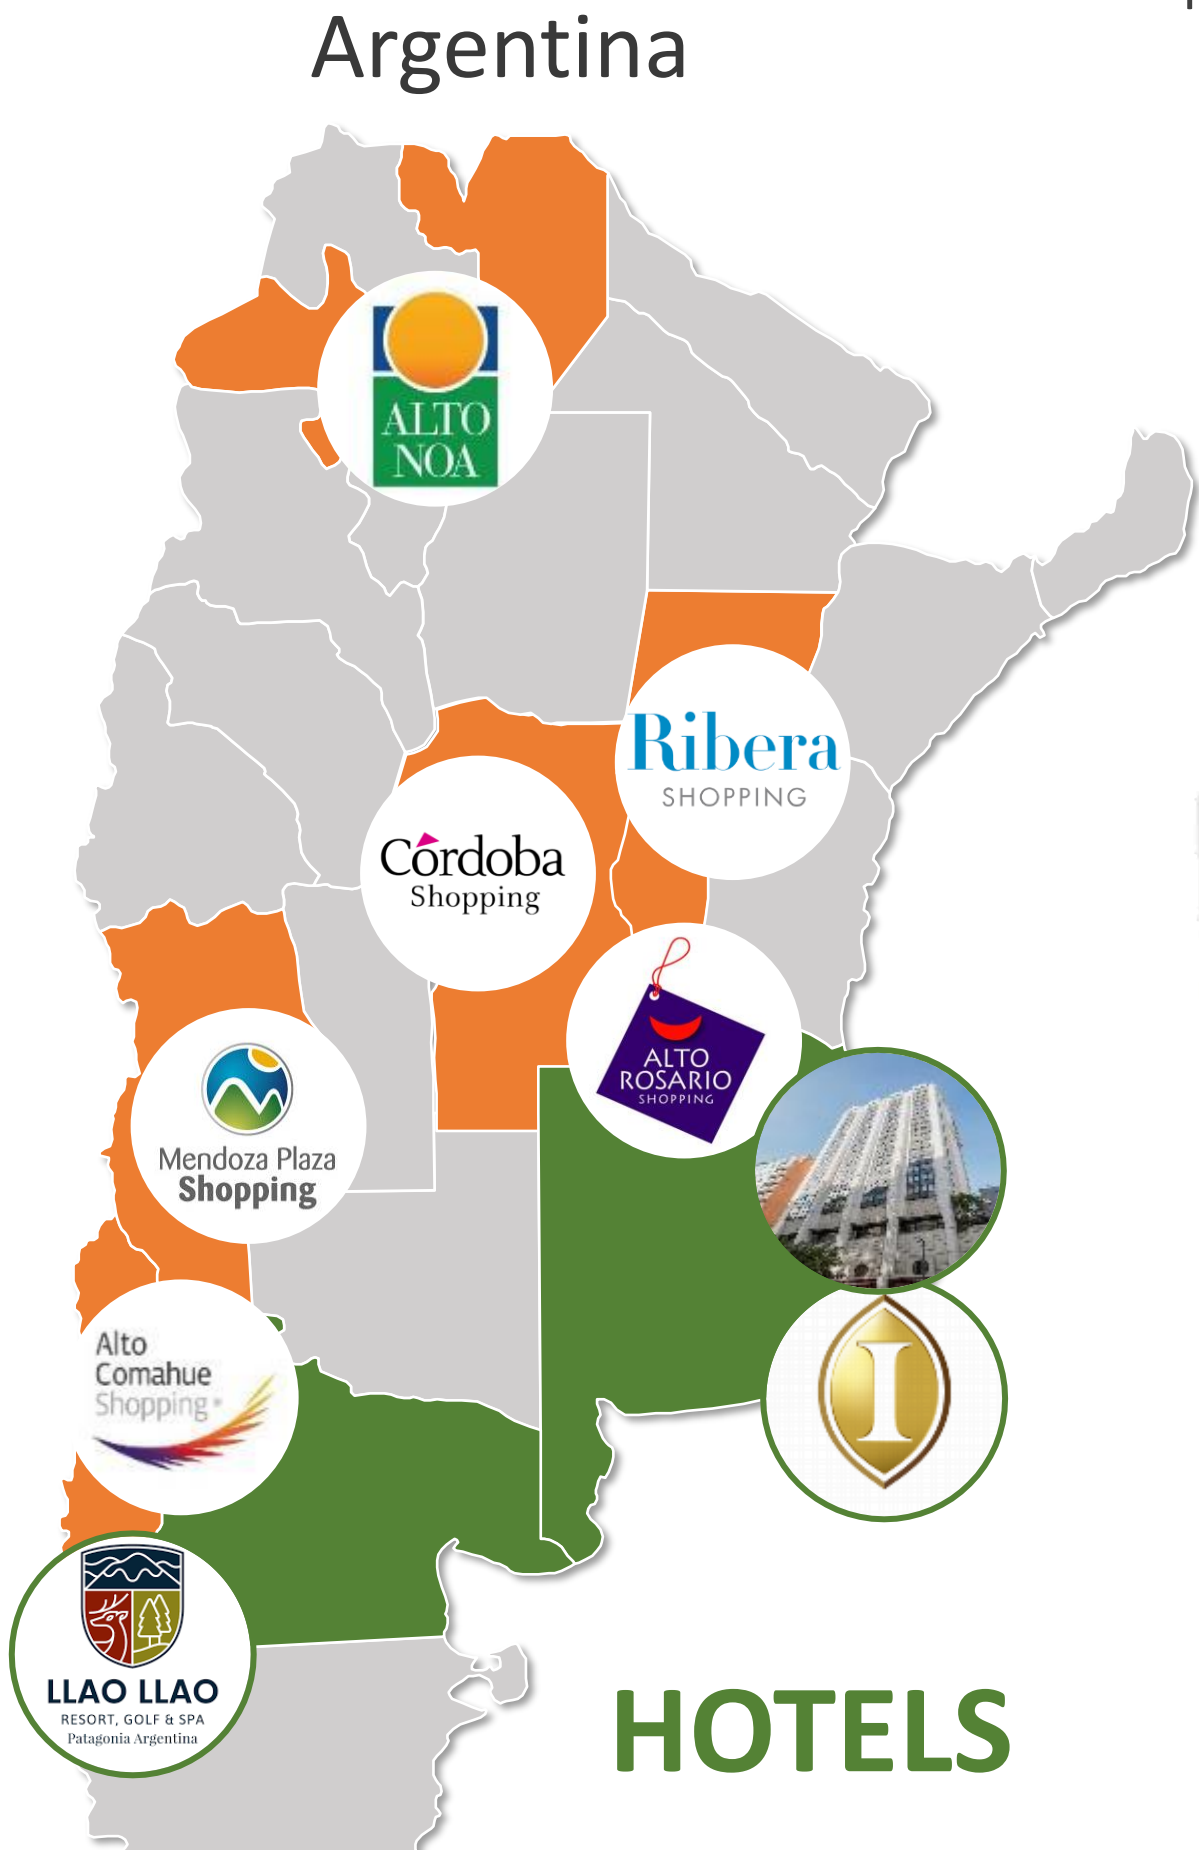 Argentina
ALTO
NOA
Ribera
SHOPPING
Córdoba
Shopping
ALTO
ROSARIO
SHOPPING
Mendoza Plaza
Shopping
Alto
Comahue
Shopping
I
LLAO LLAO
RESORT, GOLF & SPA
Patagonia Argentina
HOTELS